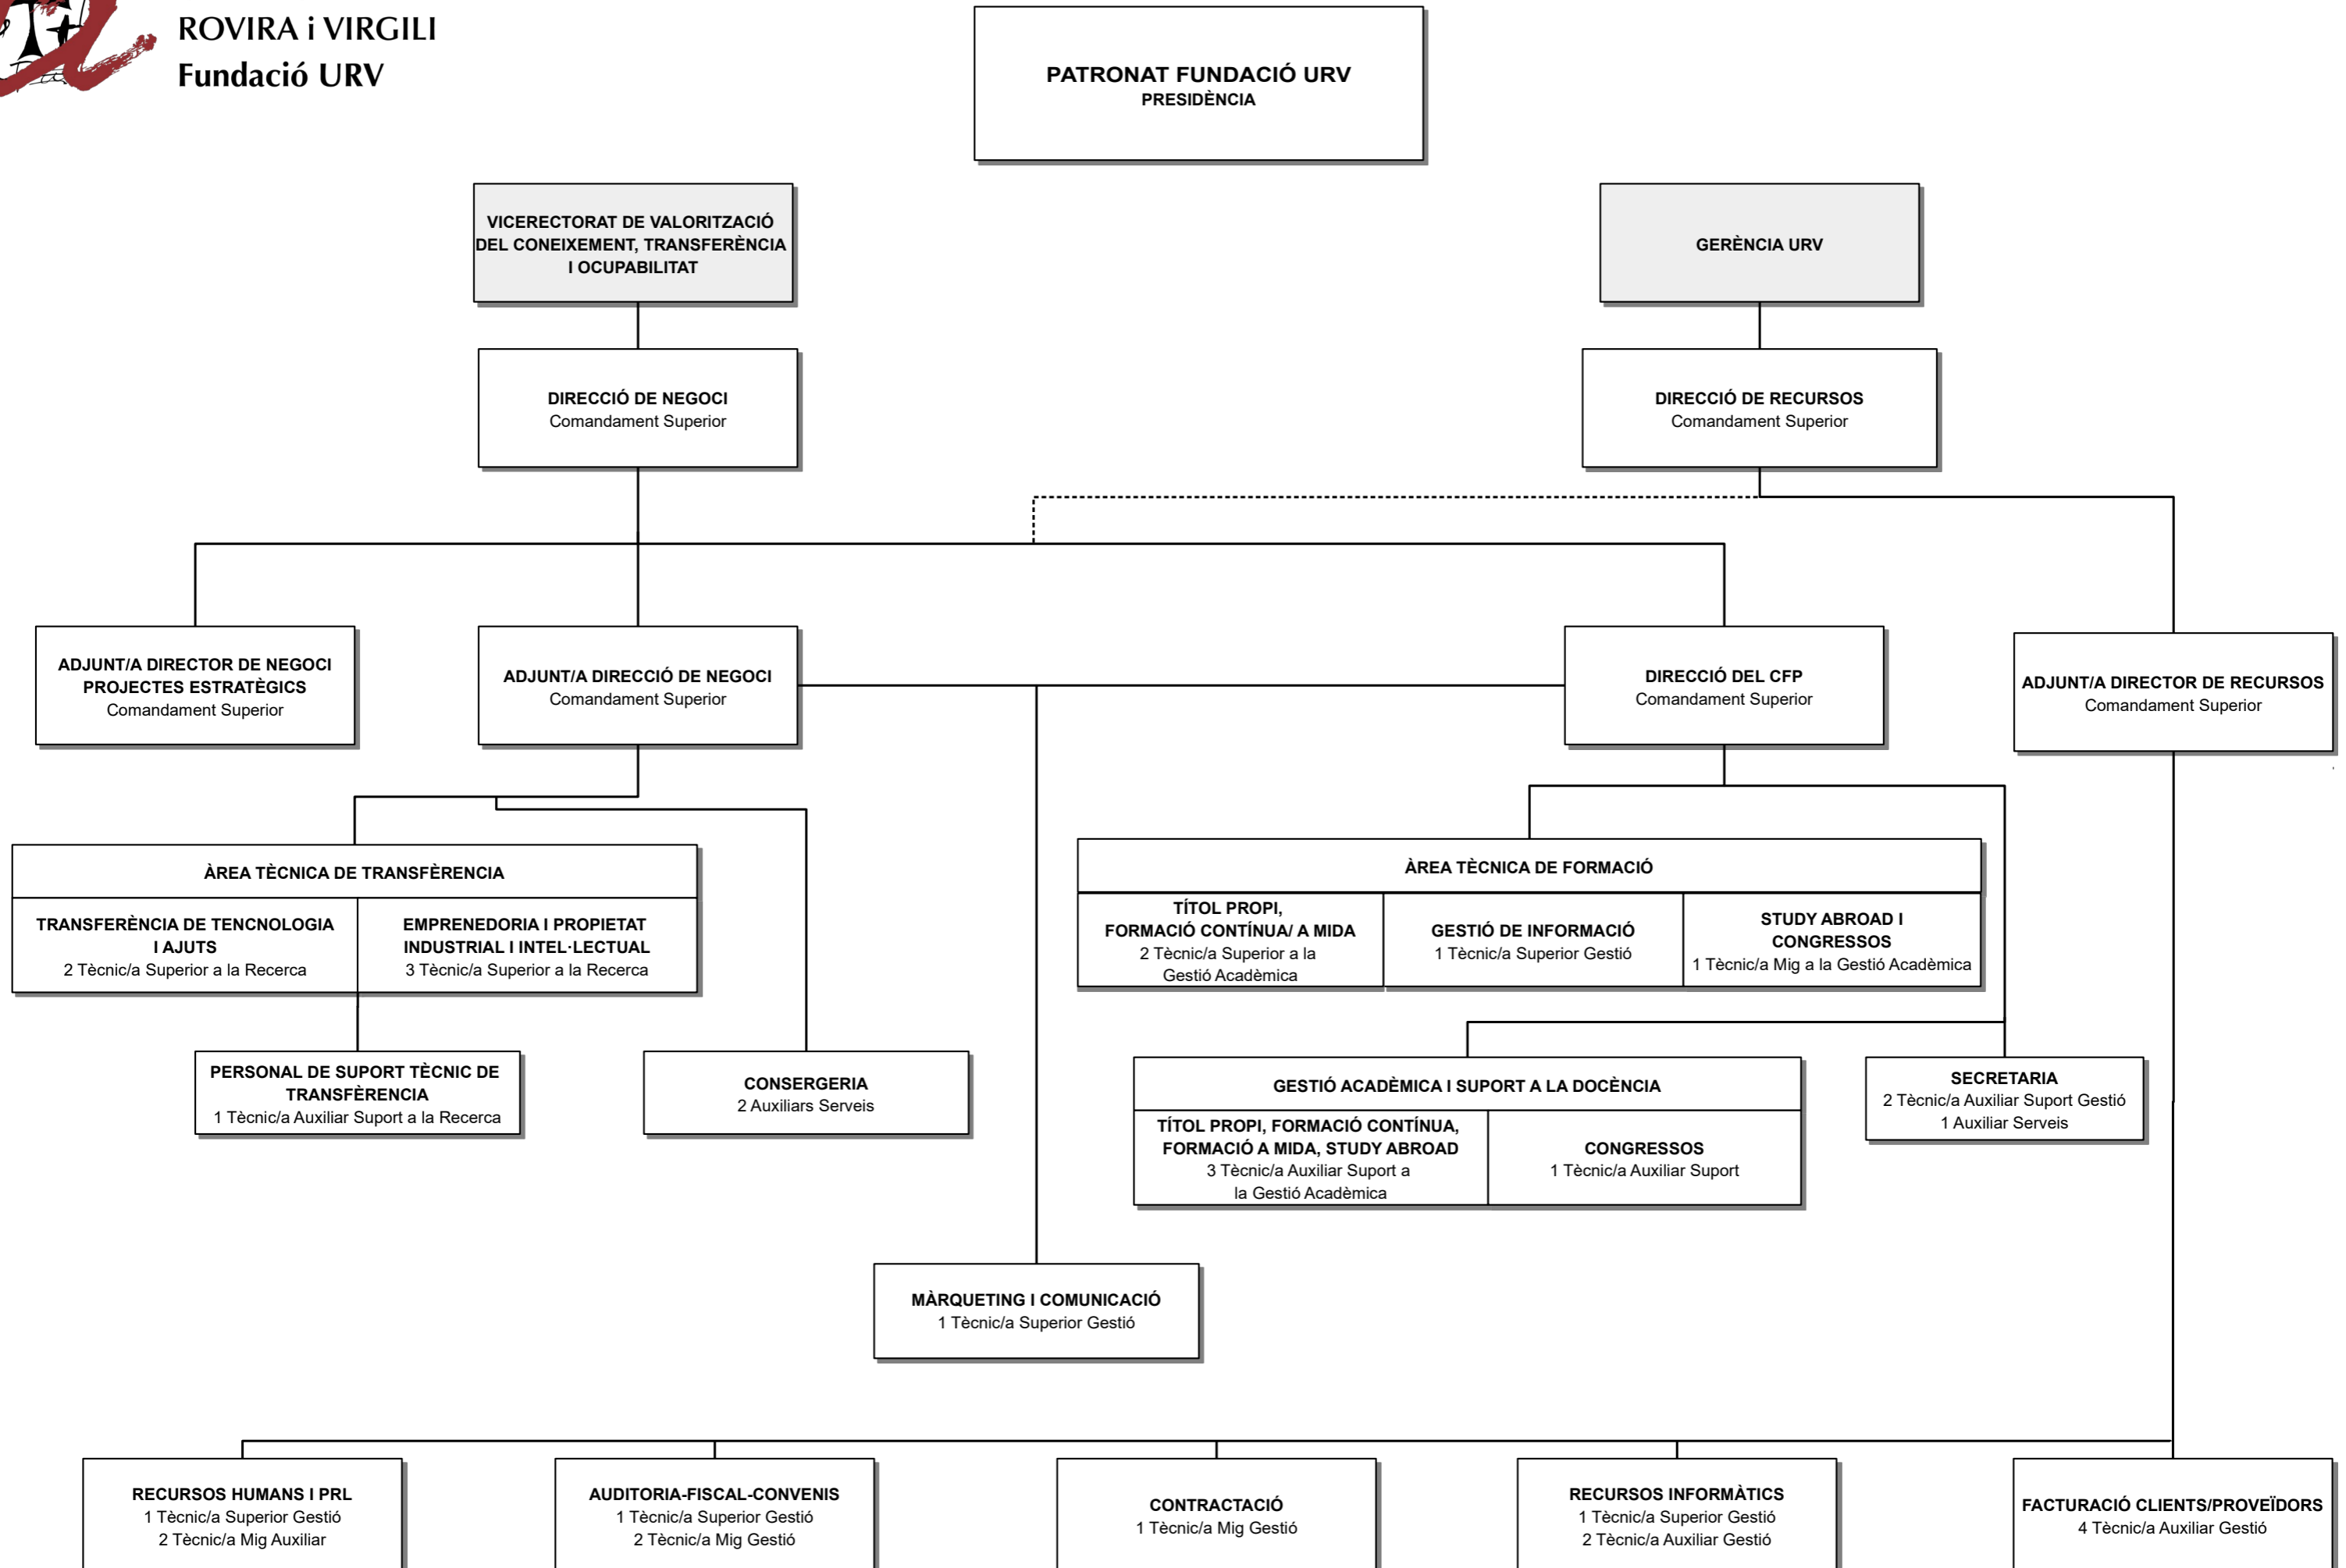 ROVIRA i VIRGILI
Fundació URV
PATRONAT FUNDACIÓ URV
PRESIDÈNCIA
VICERECTORAT DE VALORITZACIÓ
DEL CONEIXEMENT, TRANSFERÈNCIA
I OCUPABILITAT
GERÈNCIA URV
DIRECCIÓ DE NEGOCI
Comandament Superior
DIRECCIÓ DE RECURSOS
Comandament Superior
ADJUNT/A DIRECTOR DE NEGOCI
PROJECTES ESTRATÈGICS
Comandament Superior
ADJUNT/A DIRECCIÓ DE NEGOCI
Comandament Superior
DIRECCIÓ DEL CFP
Comandament Superior
ADJUNT/A DIRECTOR DE RECURSOS
Comandament Superior
ÀREA TÈCNICA DE TRANSFÈRENCIA
TRANSFERÈNCIA DE TENCNOLOGIA
I AJUTS
2 Tècnic/a Superior a la Recerca
EMPRENEDORIA I PROPIETAT
INDUSTRIAL I INTEL·LECTUAL
3 Tècnic/a Superior a la Recerca
ÀREA TÈCNICA DE FORMACIÓ
TÍTOL PROPI,
FORMACIÓ CONTÍNUA/ A MIDA
2 Tècnic/a Superior a la
Gestió Acadèmica
GESTIÓ DE INFORMACIÓ
1 Tècnic/a Superior Gestió
STUDY ABROAD I
CONGRESSOS
1 Tècnic/a Mig a la Gestió Acadèmica
PERSONAL DE SUPORT TÈCNIC DE
TRANSFÈRENCIA
1 Tècnic/a Auxiliar Suport a la Recerca
CONSERGERIA
2 Auxiliars Serveis
GESTIÓ ACADÈMICA I SUPORT A LA DOCÈNCIA
TÍTOL PROPI, FORMACIÓ CONTÍNUA,
FORMACIÓ A MIDA, STUDY ABROAD
3 Tècnic/a Auxiliar Suport a
la Gestió Acadèmica
CONGRESSOS
1 Tècnic/a Auxiliar Suport
SECRETARIA
2 Tècnic/a Auxiliar Suport Gestió
1 Auxiliar Serveis
MÀRQUETING I COMUNICACIÓ
1 Tècnic/a Superior Gestió
RECURSOS HUMANS I PRL
1 Tècnic/a Superior Gestió
2 Tècnic/a Mig Auxiliar
AUDITORIA-FISCAL-CONVENIS
1 Tècnic/a Superior Gestió
2 Tècnic/a Mig Gestió
CONTRACTACIÓ
1 Tècnic/a Mig Gestió
RECURSOS INFORMÀTICS
1 Tècnic/a Superior Gestió
2 Tècnic/a Auxiliar Gestió
FACTURACIÓ CLIENTS/PROVEÏDORS
4 Tècnic/a Auxiliar Gestió